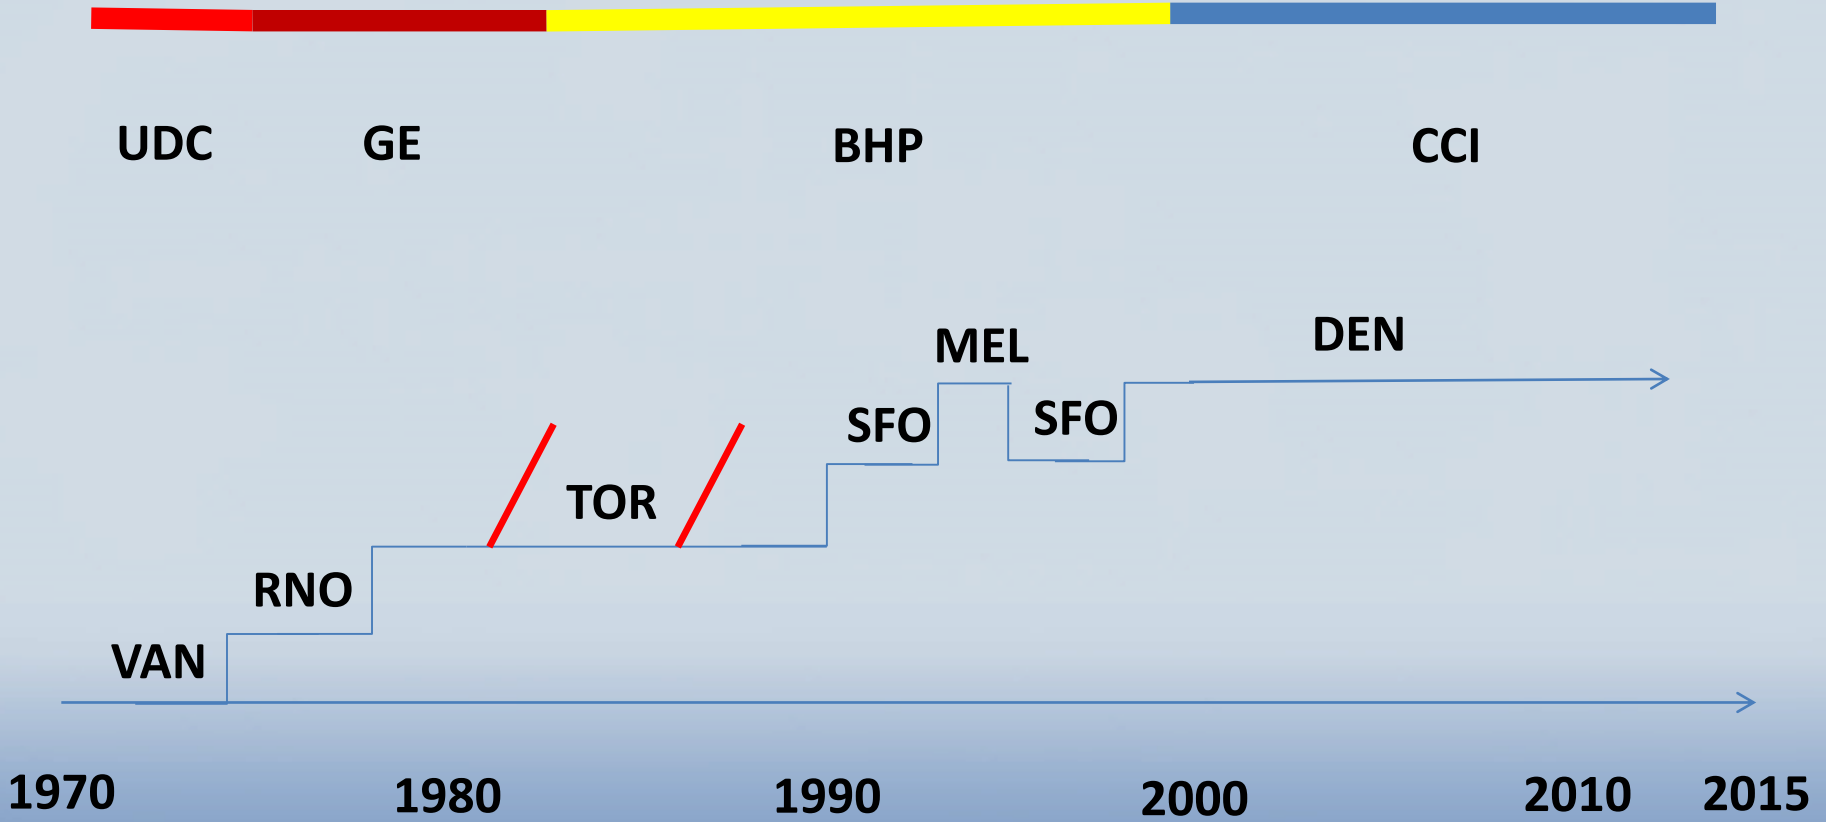 UDC GE BHP CCI
DEN
MEL
SFO SFO
TOR
RNO
VAN
1970 1980 1990 2000 2010 2015